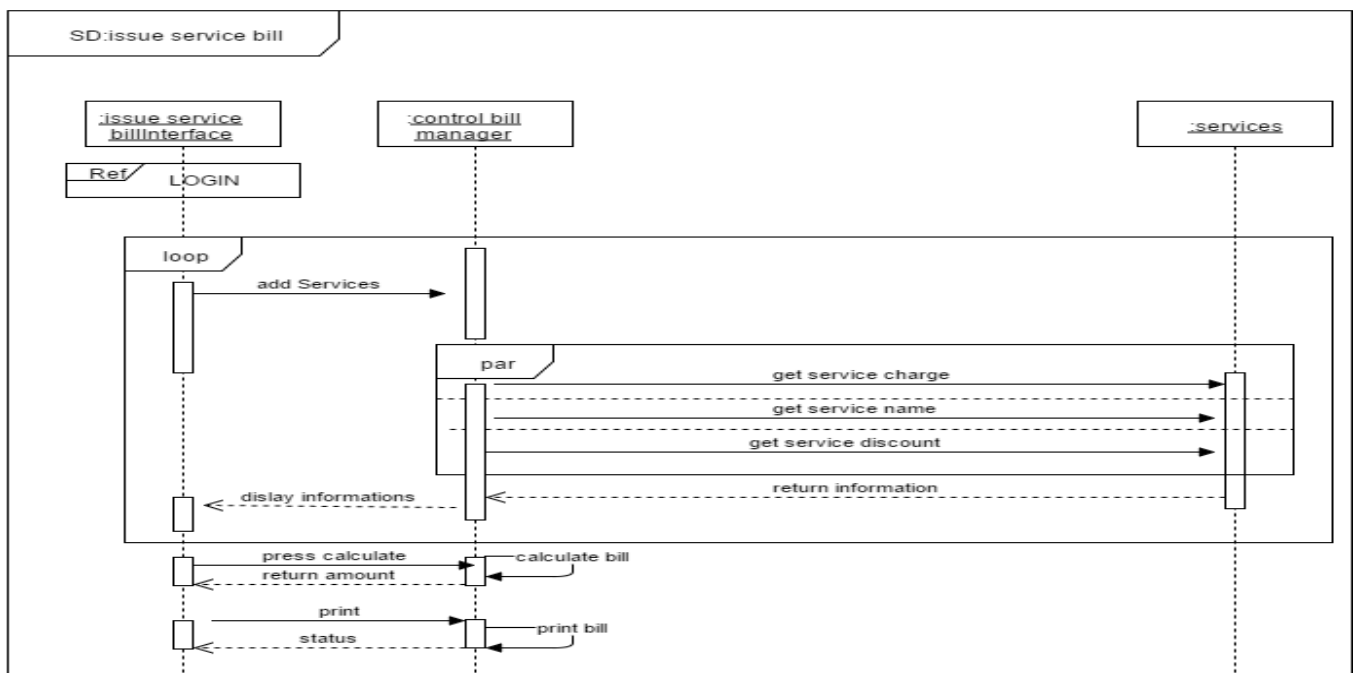 SD:issue service bill
:issue service
billInterface
:control bill
manager
:services
Ref
LOGIN
loop
add Services
par
get service charge
get service name
get service discount
return information
dislay informations
press calculate
calculate bill
return amount
print
print bill
status